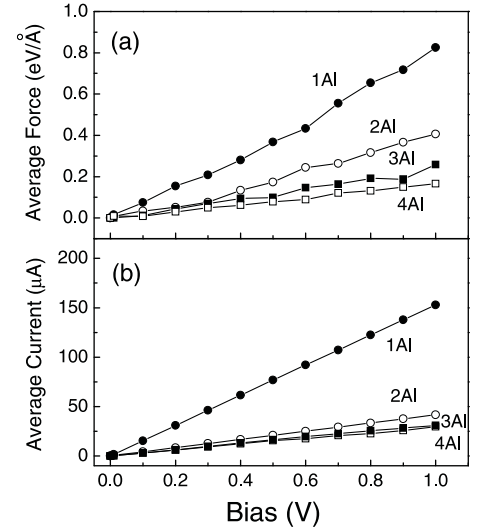 1.0
(a)
0.8
1Al
0.6
2Al
0.4
3Al
0.2
4Al
0.0
Average Force (eV/Å)
200
(b)
150
1Al
100
2Al
50
3Al
4Al
0
Average Current (μA)
0.0 0.2 0.4 0.6 0.8 1.0
Bias (V)